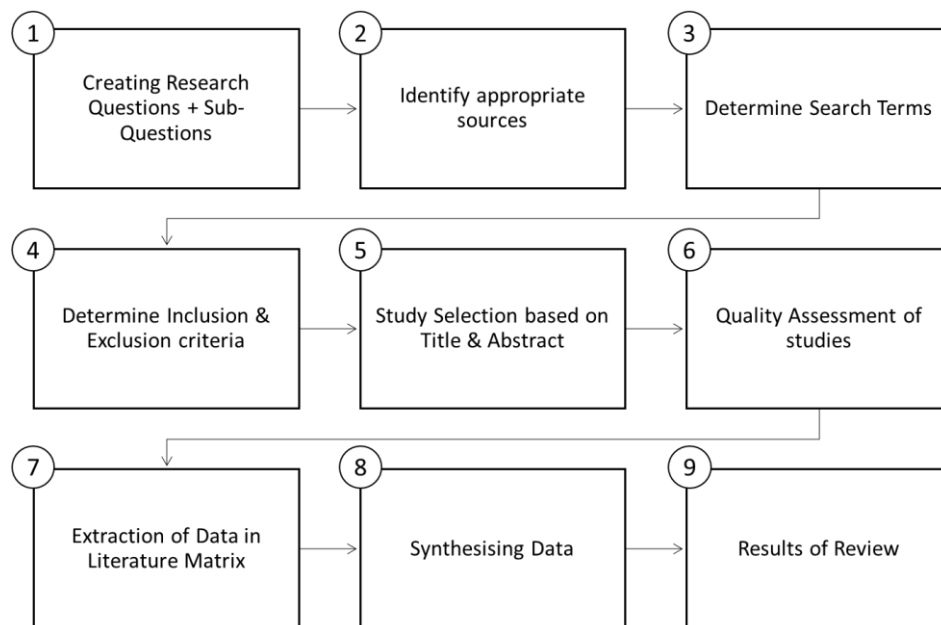 1
Creating Research
Questions + Sub-
Questions
2
Identify appropriate
sources
3
Determine Search Terms
4
Determine Inclusion &
Exclusion criteria
5
Study Selection based on
Title & Abstract
6
Quality Assessment of
studies
7
Extraction of Data in
Literature Matrix
8
Synthesising Data
9
Results of Review